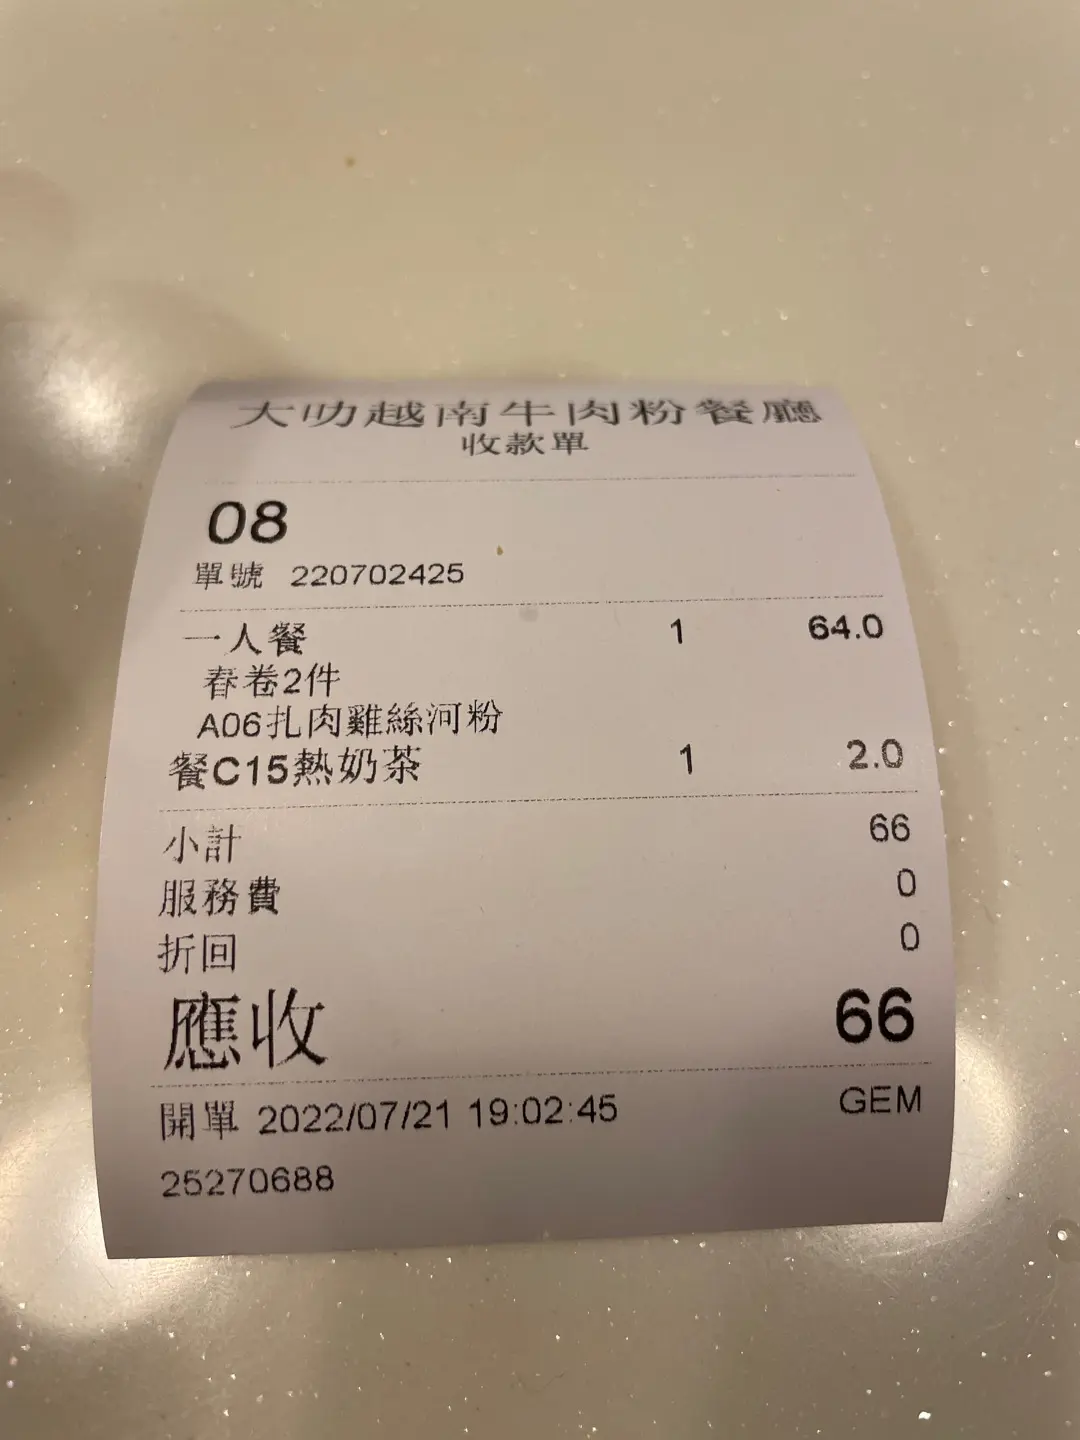 大叻越南牛肉粉餐廳
收款單
08
單號 220702425
一人餐 1 64.0
春卷2件
A06扎肉雞絲河粉
餐C15熱奶茶 1 2.0
小計 66
服務費 0
折回 0
應收 66
開單 2022/07/21 19:02:45 GEM
25270688